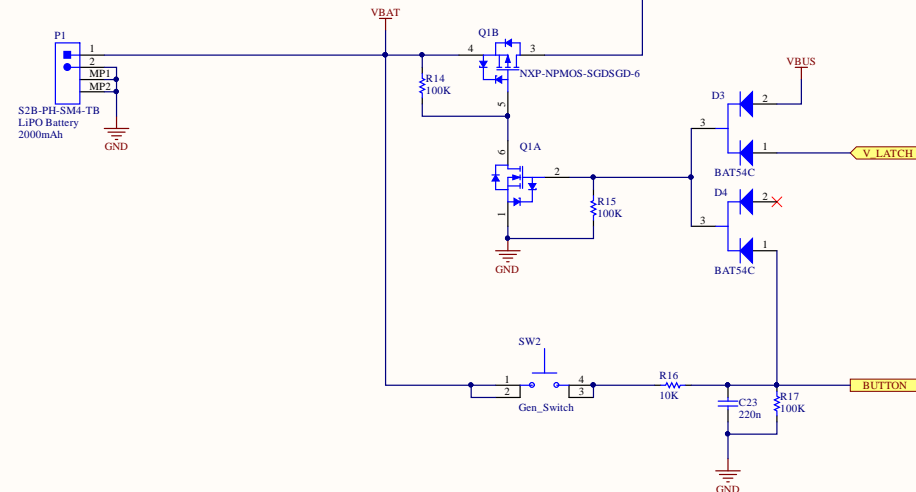 VBAT
P1
1
2
MP1
MP2
S2B-PH-SM4-TB
LiPO Battery
2000mAh
GND
Q1B
4
3
NXP-NPMOS-SGDSGD-6
R14
100K
5
6
Q1A
2
1
R15
100K
GND
VBUS
D3
2
3
1
V_LATCH
BAT54C
D4
2
3
1
BAT54C
SW2
1
2
4
3
Gen_Switch
R16
10K
BUTTON
C23
220n
R17
100K
GND